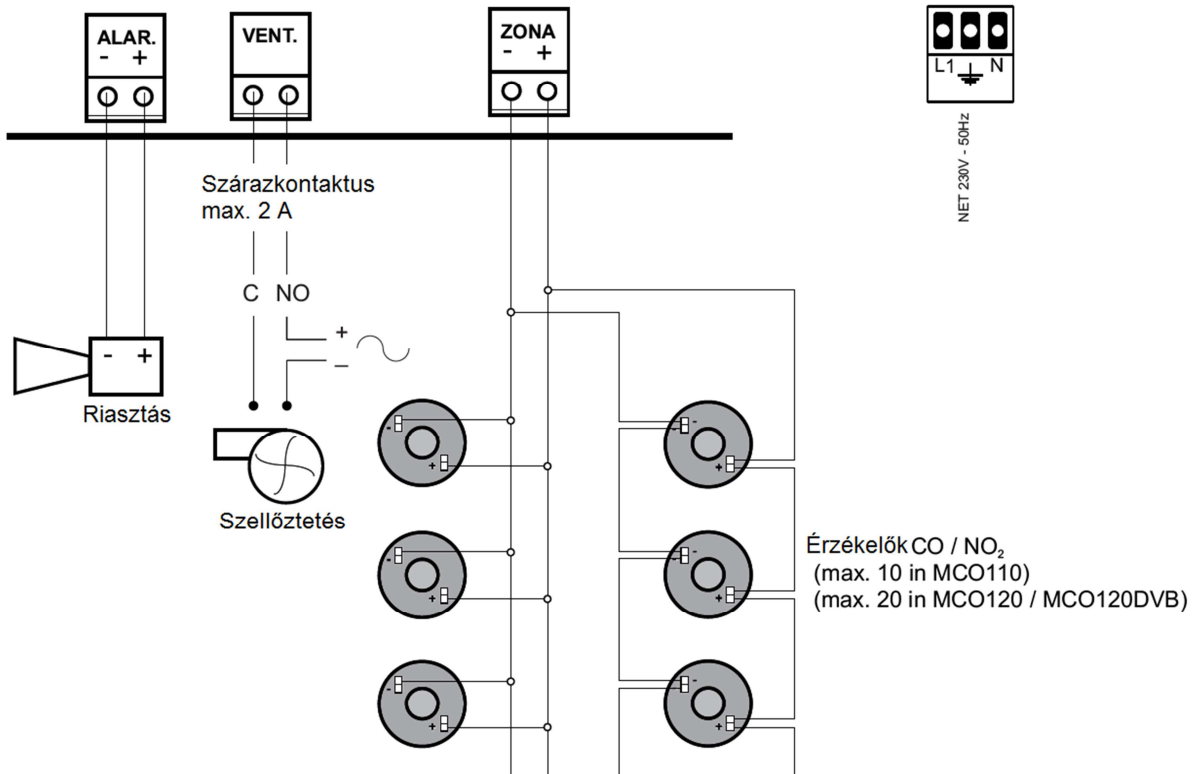 ALAR.
- +
VENT.
ZONA
- +
L1 N
NET 230V - 50Hz
Szárazkontaktus
max. 2 A
C NO
+
–
- +
Riasztás
Szellőztetés
-
+
-
+
-
+
-
-
+
-
-
+
-
-
+
Érzékelők CO / NO₂
(max. 10 in MCO110)
(max. 20 in MCO120 / MCO120DVB)